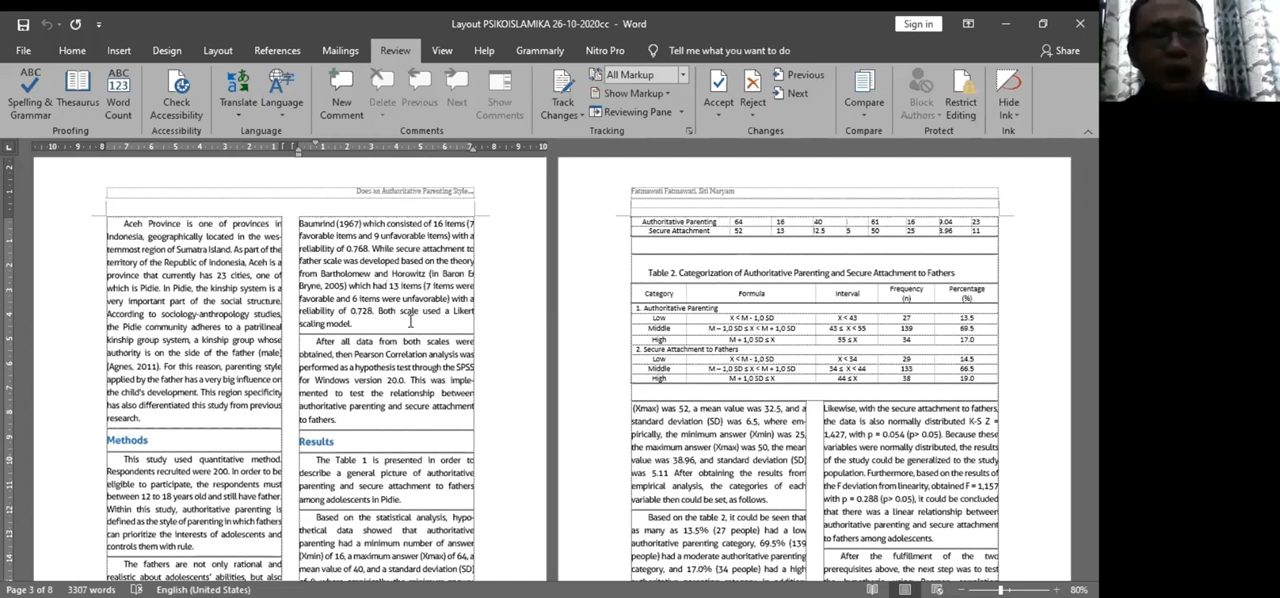 Layout PSIKOISLAMIKA 26-10-2020cc – Word
Sign in
File Home Insert Design Layout References Mailings Review View Help Grammarly Nitro Pro Tell me what you want to do Share
Spelling & Grammar
Thesaurus
Word Count
Check Accessibility
Translate
Language
New Comment
Delete
Previous
Next
Show Comments
Track Changes
All Markup
Show Markup
Reviewing Pane
Accept
Reject
Previous
Next
Compare
Block Authors
Restrict Editing
Hide Ink
Proofing
Accessibility
Language
Comments
Tracking
Changes
Compare
Protect
Ink
Does an Authoritative Parenting Style...
Aceh Province is one of provinces in
Indonesia, geographically located in the wes-
ternmost region of Sumatra Island. As part of the
territory of the Republic of Indonesia, Aceh is a
province that currently has 23 cities, one of
which is Pidie. In Pidie, the kinship system is a
very important part of the social structure.
According to sociology-anthropology studies,
the Pidie community adheres to a patrilineal
kinship group system, a kinship group whose
authority is on the side of the father (male)
(Agnes, 2011). For this reason, parenting style
applied by the father has a very big influence on
the child's development. This region specificity
has also differentiated this study from previous
research.
Methods
This study used quantitative method.
Respondents recruited were 200. In order to be
eligible to participate, the respondents must
between 12 to 18 years old and still have father.
Within this study, authoritative parenting is
defined as the style of parenting in which fathers
can prioritize the interests of adolescents and
controls them with rule.
The fathers are not only rational and
realistic about adolescents' abilities, but also
Baumrind (1967) which consisted of 16 items (7
favorable items and 9 unfavorable items) with a
reliability of 0.768. While secure attachment to
father scale was developed based on the theory
from Bartholomew and Horowitz (in Baron &
Bryne, 2005) which had 13 items (7 items were
favorable and 6 items were unfavorable) with a
reliability of 0.728. Both scale used a Likert
scaling model.
After all data from both scales were
obtained, then Pearson Correlation analysis was
performed as a hypothesis test through the SPSS
for Windows version 20.0. This was imple-
mented to test the relationship between
authoritative parenting and secure attachment
to fathers.
Results
The Table 1 is presented in order to
describe a general picture of authoritative
parenting and secure attachment to fathers
among adolescents in Pidie.
Based on the statistical analysis, hypo-
thetical data showed that authoritative
parenting had a minimum number of answer
(Xmin) of 16, a maximum answer (Xmax) of 64, a
mean value of 40, and a standard deviation (SD)
Fatmawati Fatmawati, Siti Maryam
Authoritative Parenting 64 16 40 61 16 9.04 23
Secure Attachment 52 13 32.5 5 50 25 3.96 11
Table 2. Categorization of Authoritative Parenting and Secure Attachment to Fathers
Category Formula Interval Frequency (n) Percentage (%)
1. Authoritative Parenting
Low X < M - 1,0 SD X < 43 27 13.5
Middle M – 1,0 SD ≤ X < M + 1,0 SD 43 ≤ X < 55 139 69.5
High M + 1,0 SD ≤ X 55 ≤ X 34 17.0
2. Secure Attachment to Fathers
Low X < M - 1,0 SD X < 34 29 14.5
Middle M – 1,0 SD ≤ X < M + 1,0 SD 34 ≤ X < 44 133 66.5
High M + 1,0 SD ≤ X 44 ≤ X 38 19.0
(Xmax) was 52, a mean value was 32.5, and a
standard deviation (SD) was 6.5, where em-
pirically, the minimum answer (Xmin) was 25,
the maximum answer (Xmax) was 50, the mean
value was 38.96, and standard deviation (SD)
was 5.11 After obtaining the results from
empirical analysis, the categories of each
variable then could be set, as follows.
Based on the table 2, it could be seen that
as many as 13.5% (27 people) had a low
authoritative parenting category, 69.5% (139
people) had a moderate authoritative parenting
category, and 17.0% (34 people) had a high
Likewise, with the secure attachment to fathers,
the data is also normally distributed K-S Z =
1,427, with p = 0.054 (p> 0.05). Because these
variables were normally distributed, the results
of the study could be generalized to the study
population. Furthermore, based on the results of
the F deviation from linearity, obtained F = 1,157
with p = 0.288 (p> 0.05), it could be concluded
that there was a linear relationship between
authoritative parenting and secure attachment
to fathers among adolescents.
After the fulfillment of the two
prerequisites above, the next step was to test
Page 3 of 8 3307 words English (United States) 80%